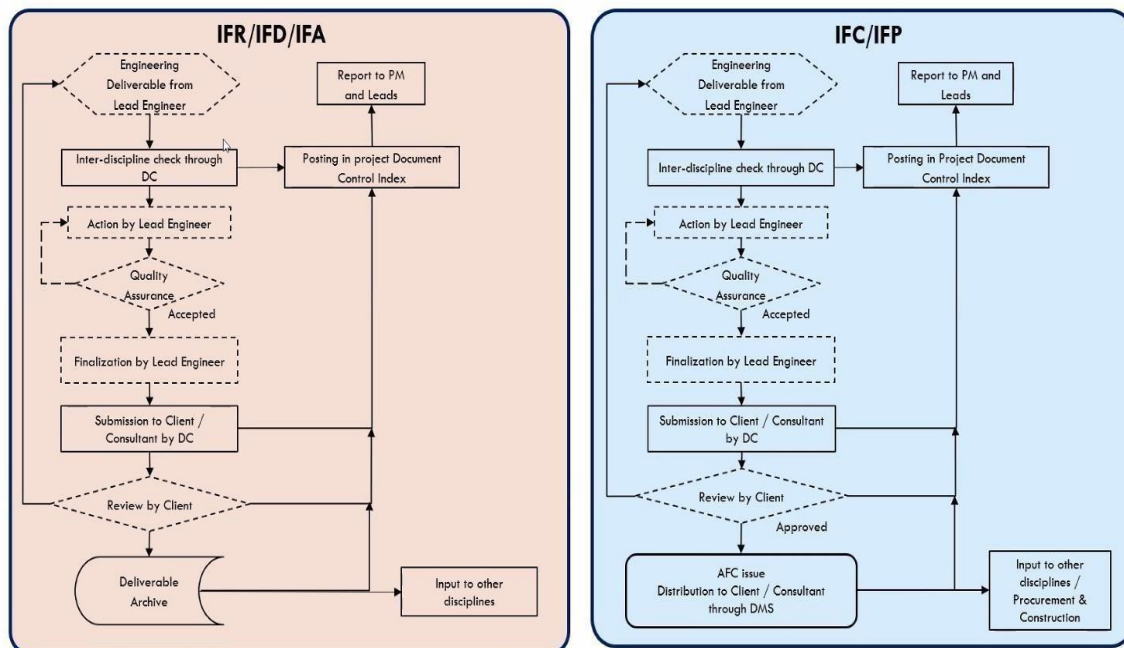 IFR/IFD/IFA
Engineering
Deliverable from
Lead Engineer
Report to PM
and Leads
Inter-discipline check through
DC
Posting in project Document
Control Index
Action by Lead Engineer
Quality
Assurance
Accepted
Finalization by Lead Engineer
Submission to Client /
Consultant by DC
Review by Client
Deliverable
Archive
Input to other
disciplines
IFC/IFP
Engineering
Deliverable from
Lead Engineer
Report to PM and
Leads
Inter-discipline check through DC
Posting in Project Document
Control Index
Action by Lead Engineer
Quality
Assurance
Accepted
Finalization by Lead Engineer
Submission to Client / Consultant
by DC
Review by Client
Approved
AFC issue
Distribution to Client / Consultant
through DMS
Input to other
disciplines /
Procurement &
Construction